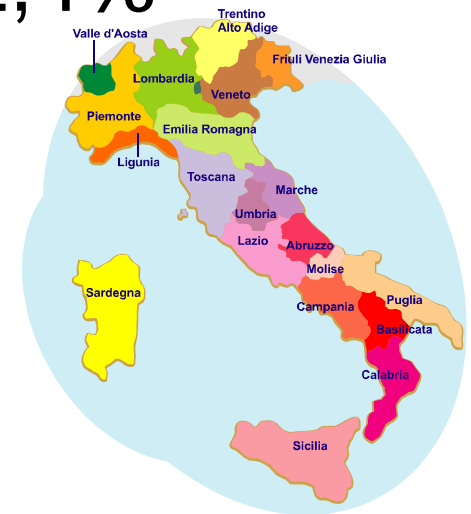 Trentino
Alto Adige
Valle d'Aosta
Friuli Venezia Giulia
Lombardia
Veneto
Piemonte
Emilia Romagna
Ligunia
Toscana
Marche
Umbria
Lazio
Abruzzo
Molise
Sardegna
Puglia
Campania
Basilicata
Calabria
Sicilia